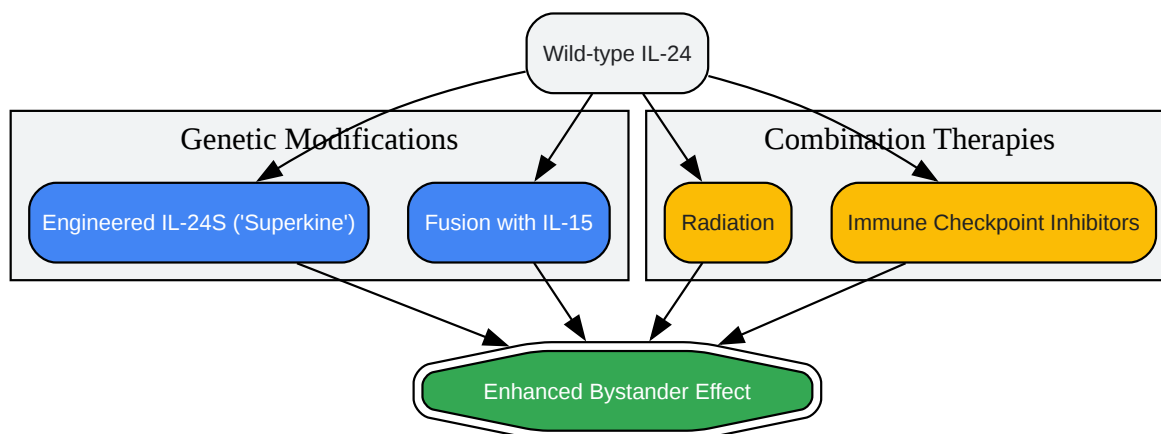 Wild-type IL-24
Genetic Modifications
Combination Therapies
Engineered IL-24S ('Superkine')
Fusion with IL-15
Radiation
Immune Checkpoint Inhibitors
Enhanced Bystander Effect